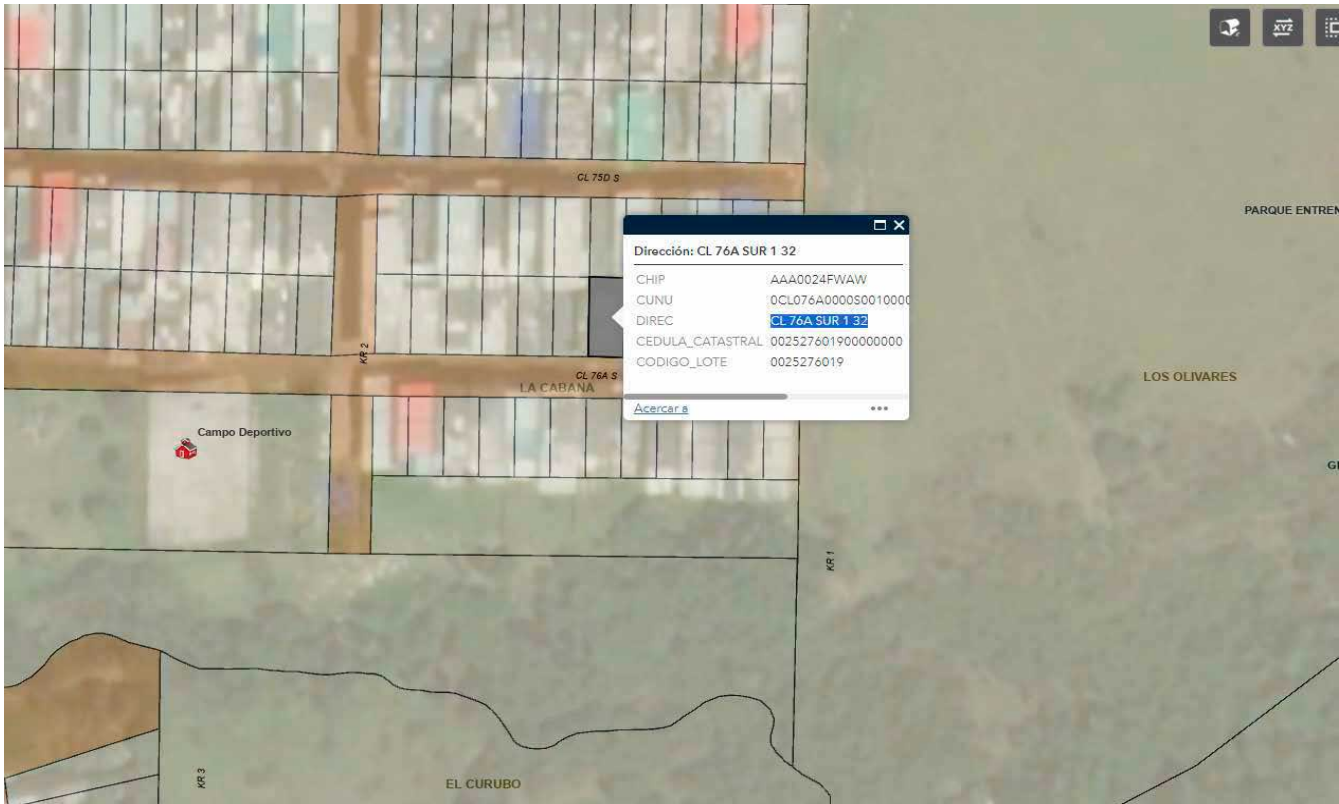 XYZ
CL 75D S
PARQUE ENTREN
Dirección: CL 76A SUR 1 32
CHIP AAA0024FWAW
CUNU 0CL076A0000S0010000
DIREC CL 76A SUR 1 32
CEDULA_CATASTRAL 002527601900000000
CODIGO_LOTE 0025276019
Acercar a
KR 2
CL 76A S
LA CABANA
LOS OLIVARES
Campo Deportivo
KR 1
KR 3
EL CURUBO